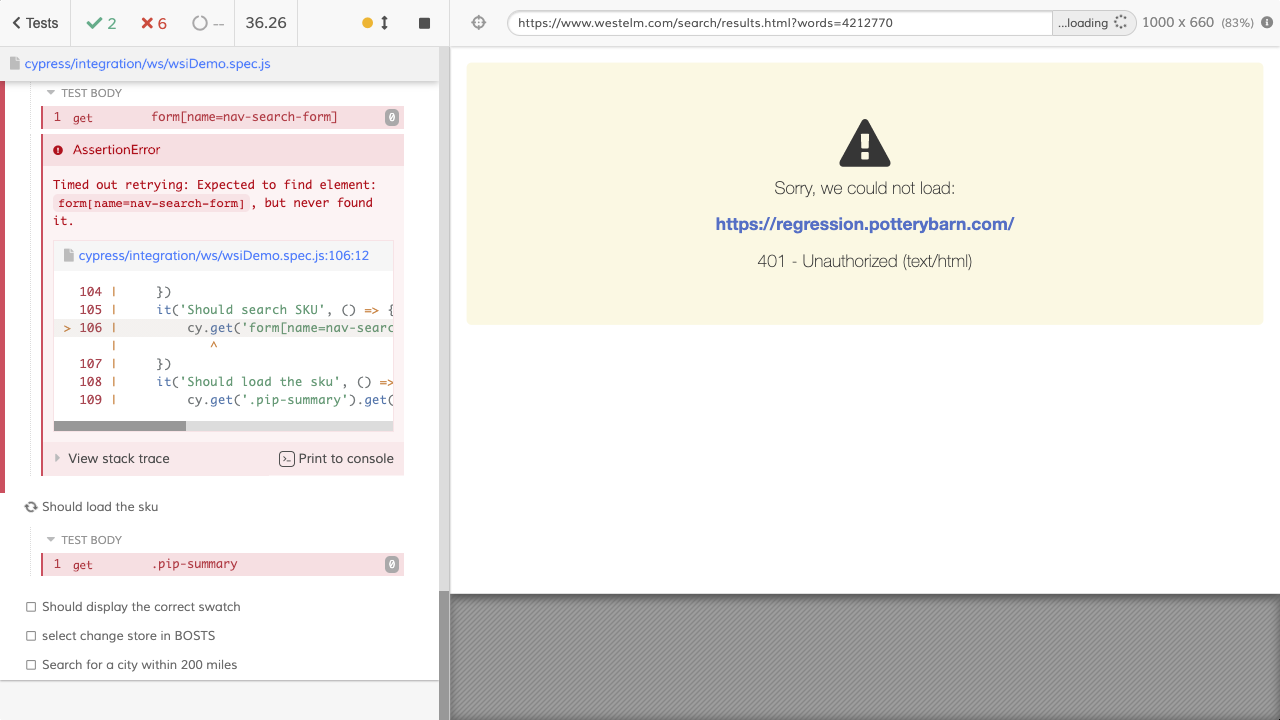 Tests
2
6
--
36.26
https://www.westelm.com/search/results.html?words=4212770
...loading
1000 x 660 (83%)
cypress/integration/ws/wsiDemo.spec.js
TEST BODY
1 get form[name=nav-search-form] 0
AssertionError
Timed out retrying: Expected to find element:
form[name=nav-search-form], but never found
it.
cypress/integration/ws/wsiDemo.spec.js:106:12
104 | })
105 | it('Should search SKU', () => {
> 106 | cy.get('form[name=nav-searc
| ^
107 | })
108 | it('Should load the sku', () =>
109 | cy.get('.pip-summary').get(
View stack trace
Print to console
Should load the sku
TEST BODY
1 get .pip-summary 0
Should display the correct swatch
select change store in BOSTS
Search for a city within 200 miles
Sorry, we could not load:
https://regression.potterybarn.com/
401 - Unauthorized (text/html)